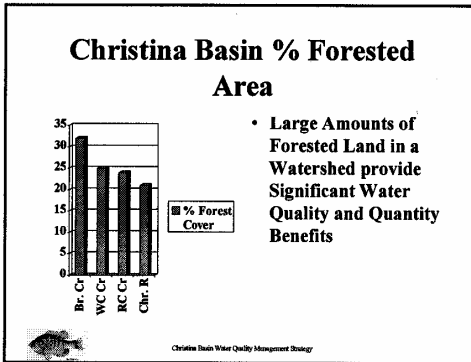 Christina Basin % Forested
Area
35
30
25
20
15
10
5
0
Br. Cr
WC Cr
RC Cr
Chr. R
% Forest
Cover
• Large Amounts of
Forested Land in a
Watershed provide
Significant Water
Quality and Quantity
Benefits
Christina Basin Water Quality Management Strategy